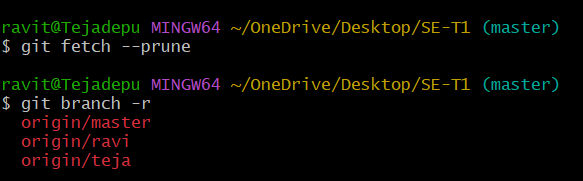 ravit@Tejadepu MINGW64 ~/OneDrive/Desktop/SE-T1 (master)
$ git fetch --prune
ravit@Tejadepu MINGW64 ~/OneDrive/Desktop/SE-T1 (master)
$ git branch -r
origin/master
origin/ravi
origin/teja